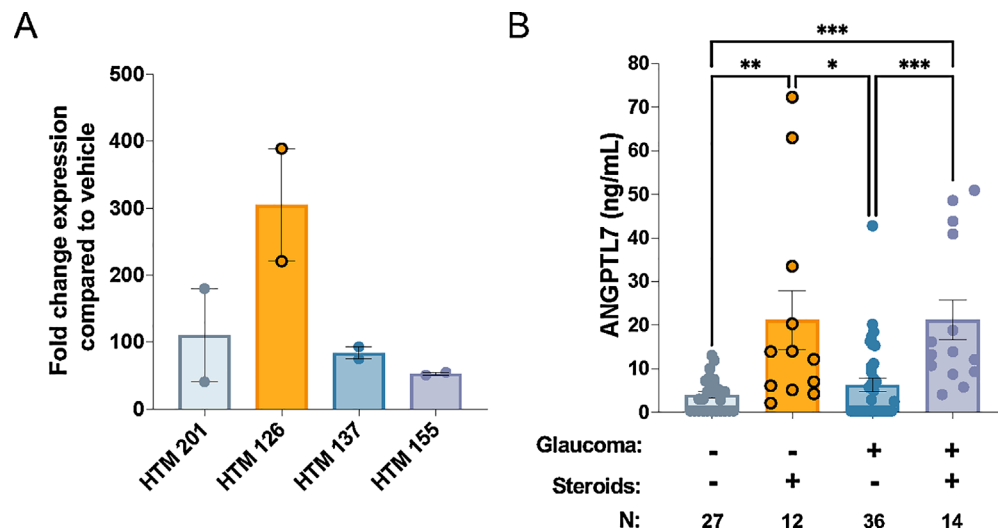 A
Fold change expression
compared to vehicle
500
400
300
200
100
0
HTM 201
HTM 126
HTM 137
HTM 155
B
***
** * ***
ANGPTL7 (ng/mL)
80
70
60
50
40
30
20
10
0
Glaucoma: - - + +
Steroids: - + - +
N: 27 12 36 14